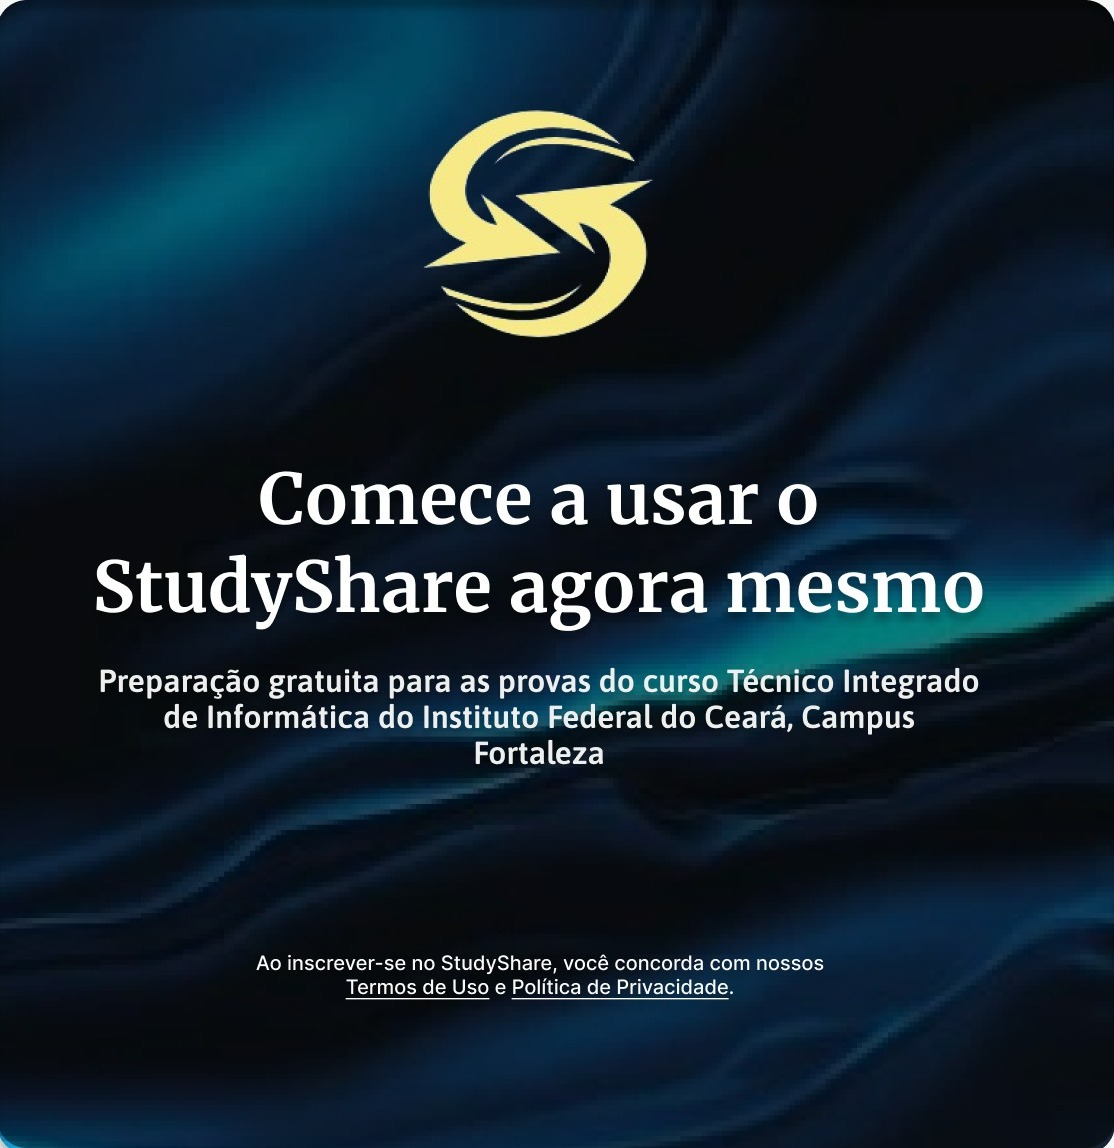 Comece a usar o
StudyShare agora mesmo
Preparação gratuita para as provas do curso Técnico Integrado
de Informática do Instituto Federal do Ceará, Campus
Fortaleza
Ao inscrever-se no StudyShare, você concorda com nossos
Termos de Uso e Política de Privacidade.